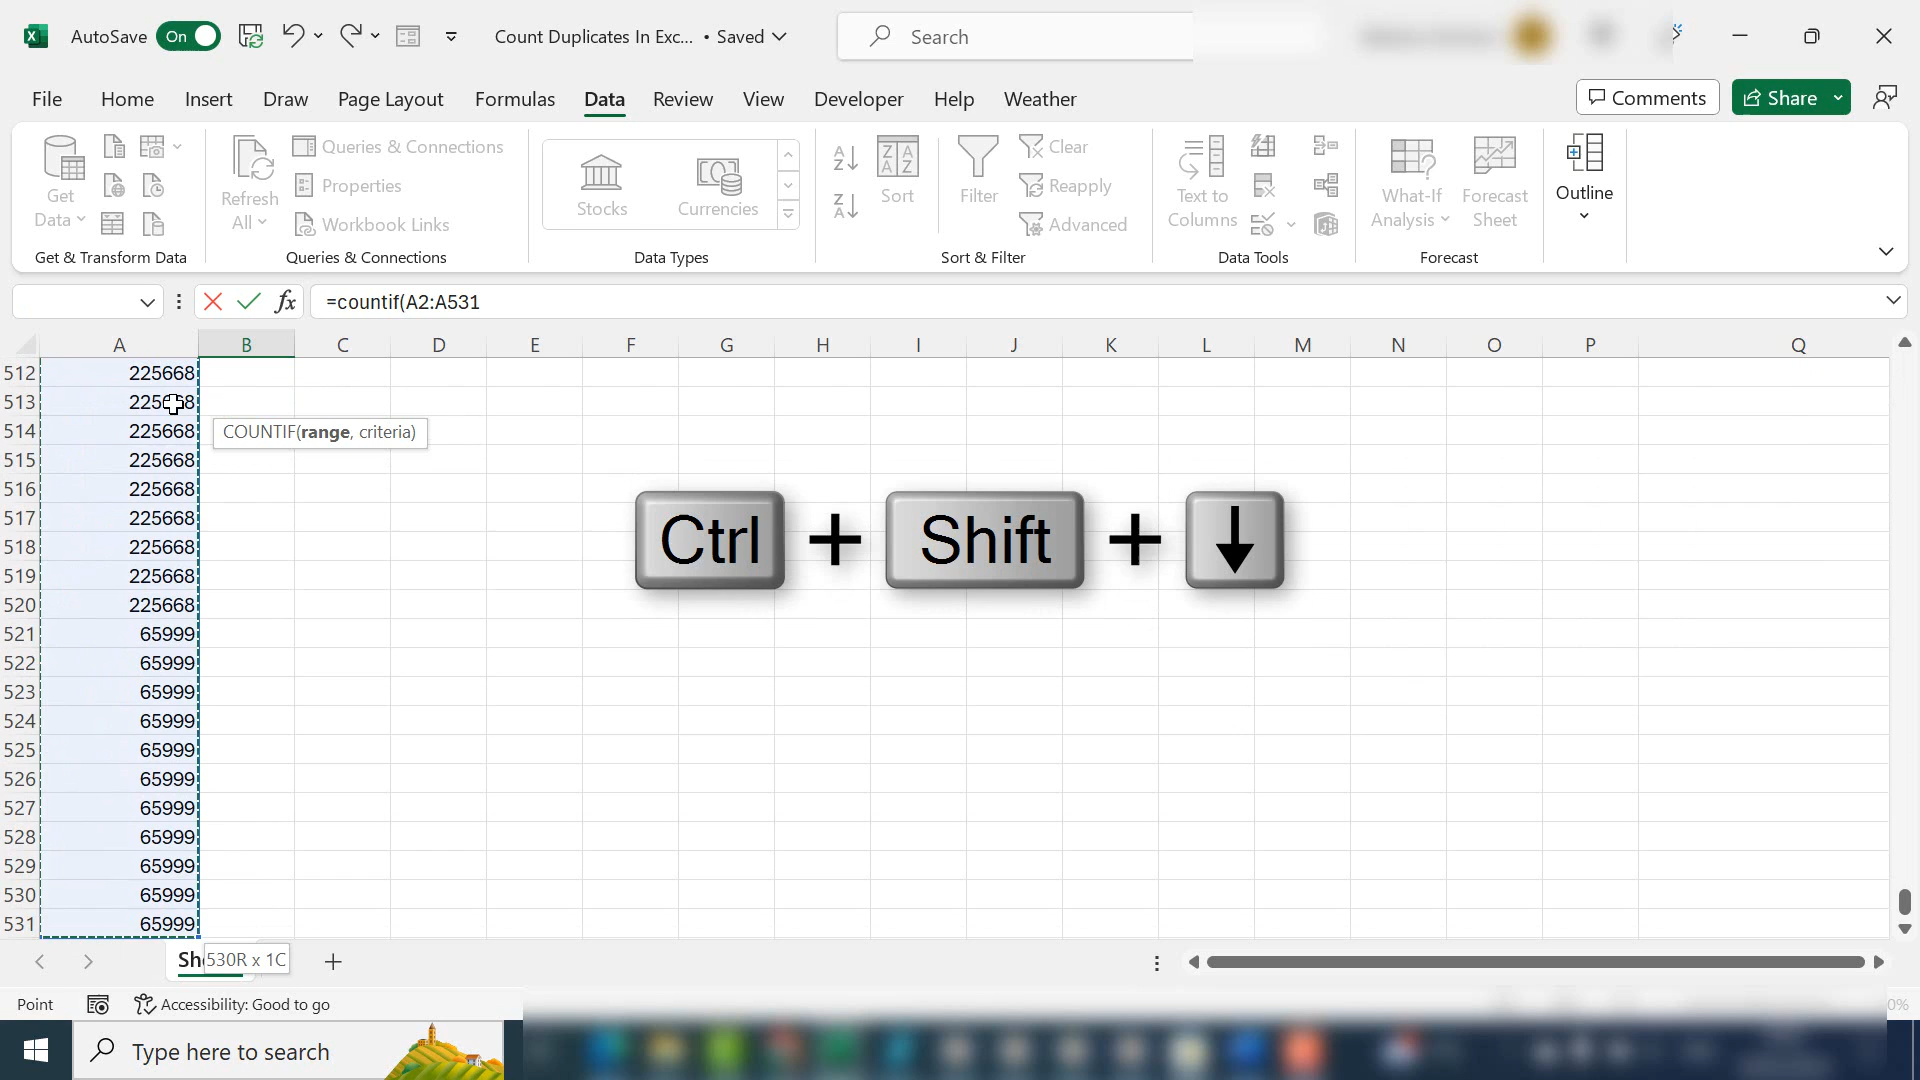 AutoSave On Count Duplicates In Exc... • Saved Search
File Home Insert Draw Page Layout Formulas Data Review View Developer Help Weather Comments Share
Get Data
Refresh All
Queries & Connections
Properties
Workbook Links
Stocks
Currencies
Sort
Filter
Clear
Reapply
Advanced
Text to Columns
What-If Analysis
Forecast Sheet
Outline
Get & Transform Data Queries & Connections Data Types Sort & Filter Data Tools Forecast
fx =countif(A2:A531
A B C D E F G H I J K L M N O P Q
512 225668
513 225668
514 225668
COUNTIF(range, criteria)
515 225668
516 225668
517 225668
518 225668
Ctrl + Shift + ↓
519 225668
520 225668
521 65999
522 65999
523 65999
524 65999
525 65999
526 65999
527 65999
528 65999
529 65999
530 65999
531 65999
530R x 1C
Point Accessibility: Good to go
Type here to search